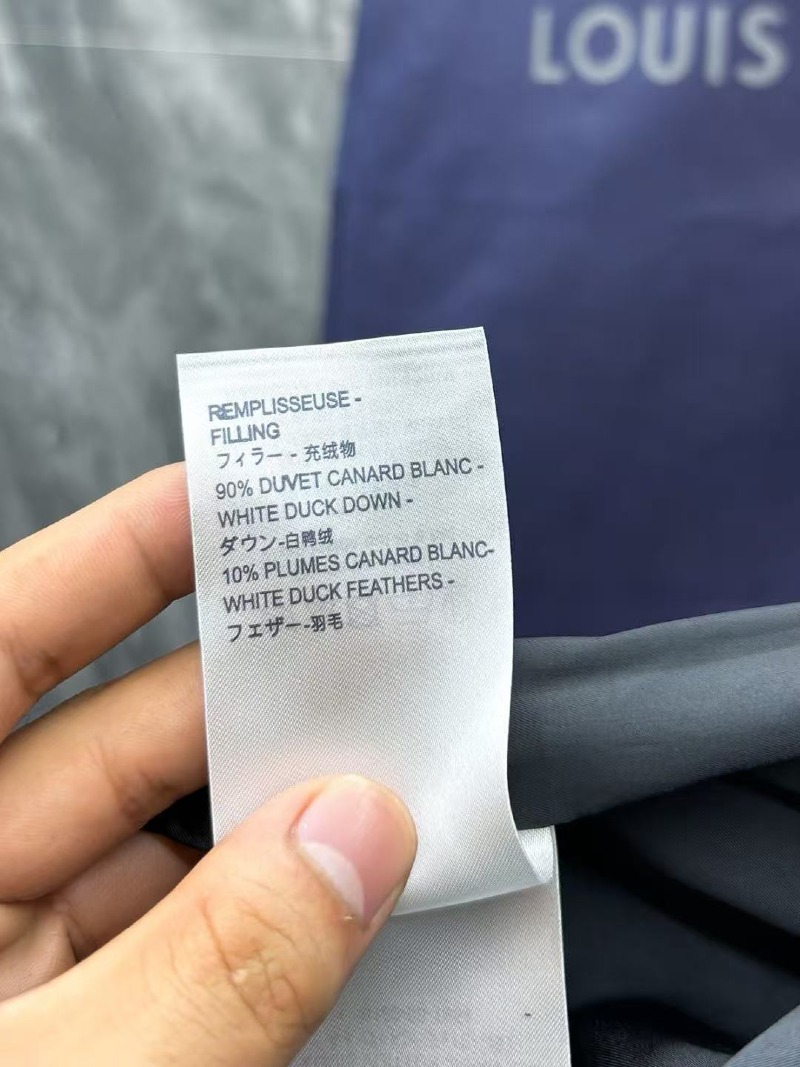 LOUIS
REMPLISSEUSE -
FILLING
フィラー - 充绒物
90% DUVET CANARD BLANC -
WHITE DUCK DOWN -
ダウン-白鸭绒
10% PLUMES CANARD BLANC-
WHITE DUCK FEATHERS -
フェザー-羽毛